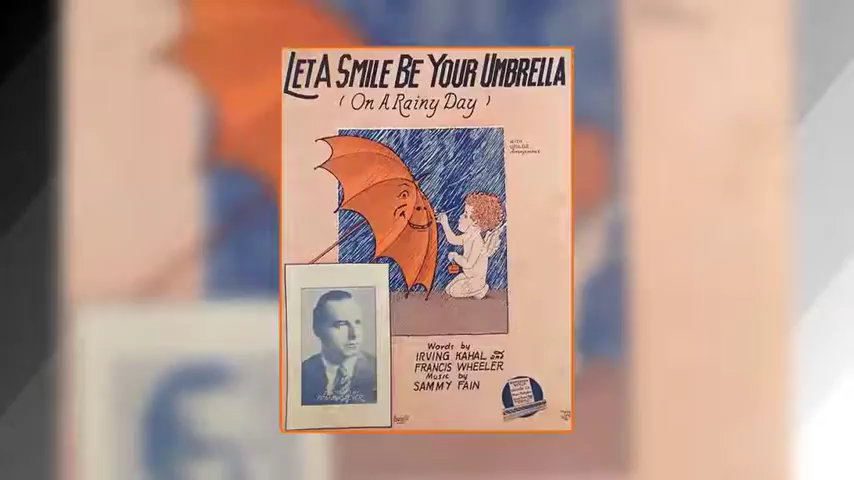 LET A SMILE BE YOUR UMBRELLA
( On A Rainy Day )
Words by
IRVING KAHAL and
FRANCIS WHEELER
Music by
SAMMY FAIN